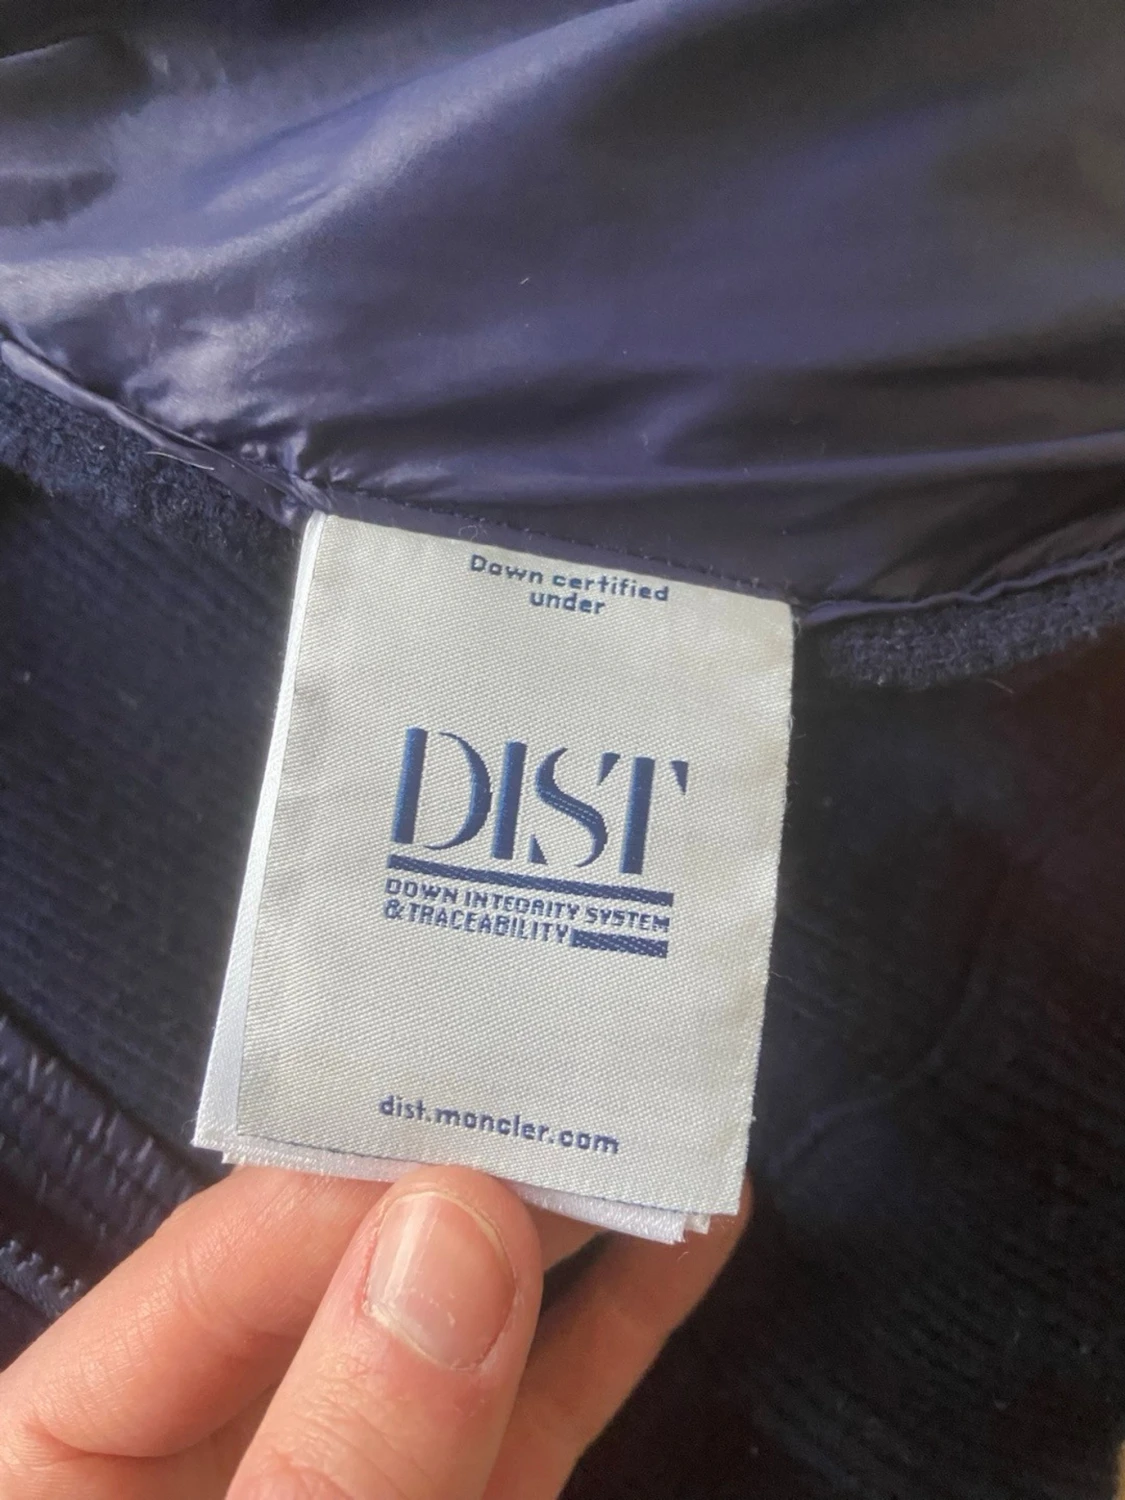 Down certified
under
DIST
DOWN INTEGRITY SYSTEM
& TRACEABILITY
dist.moncler.com